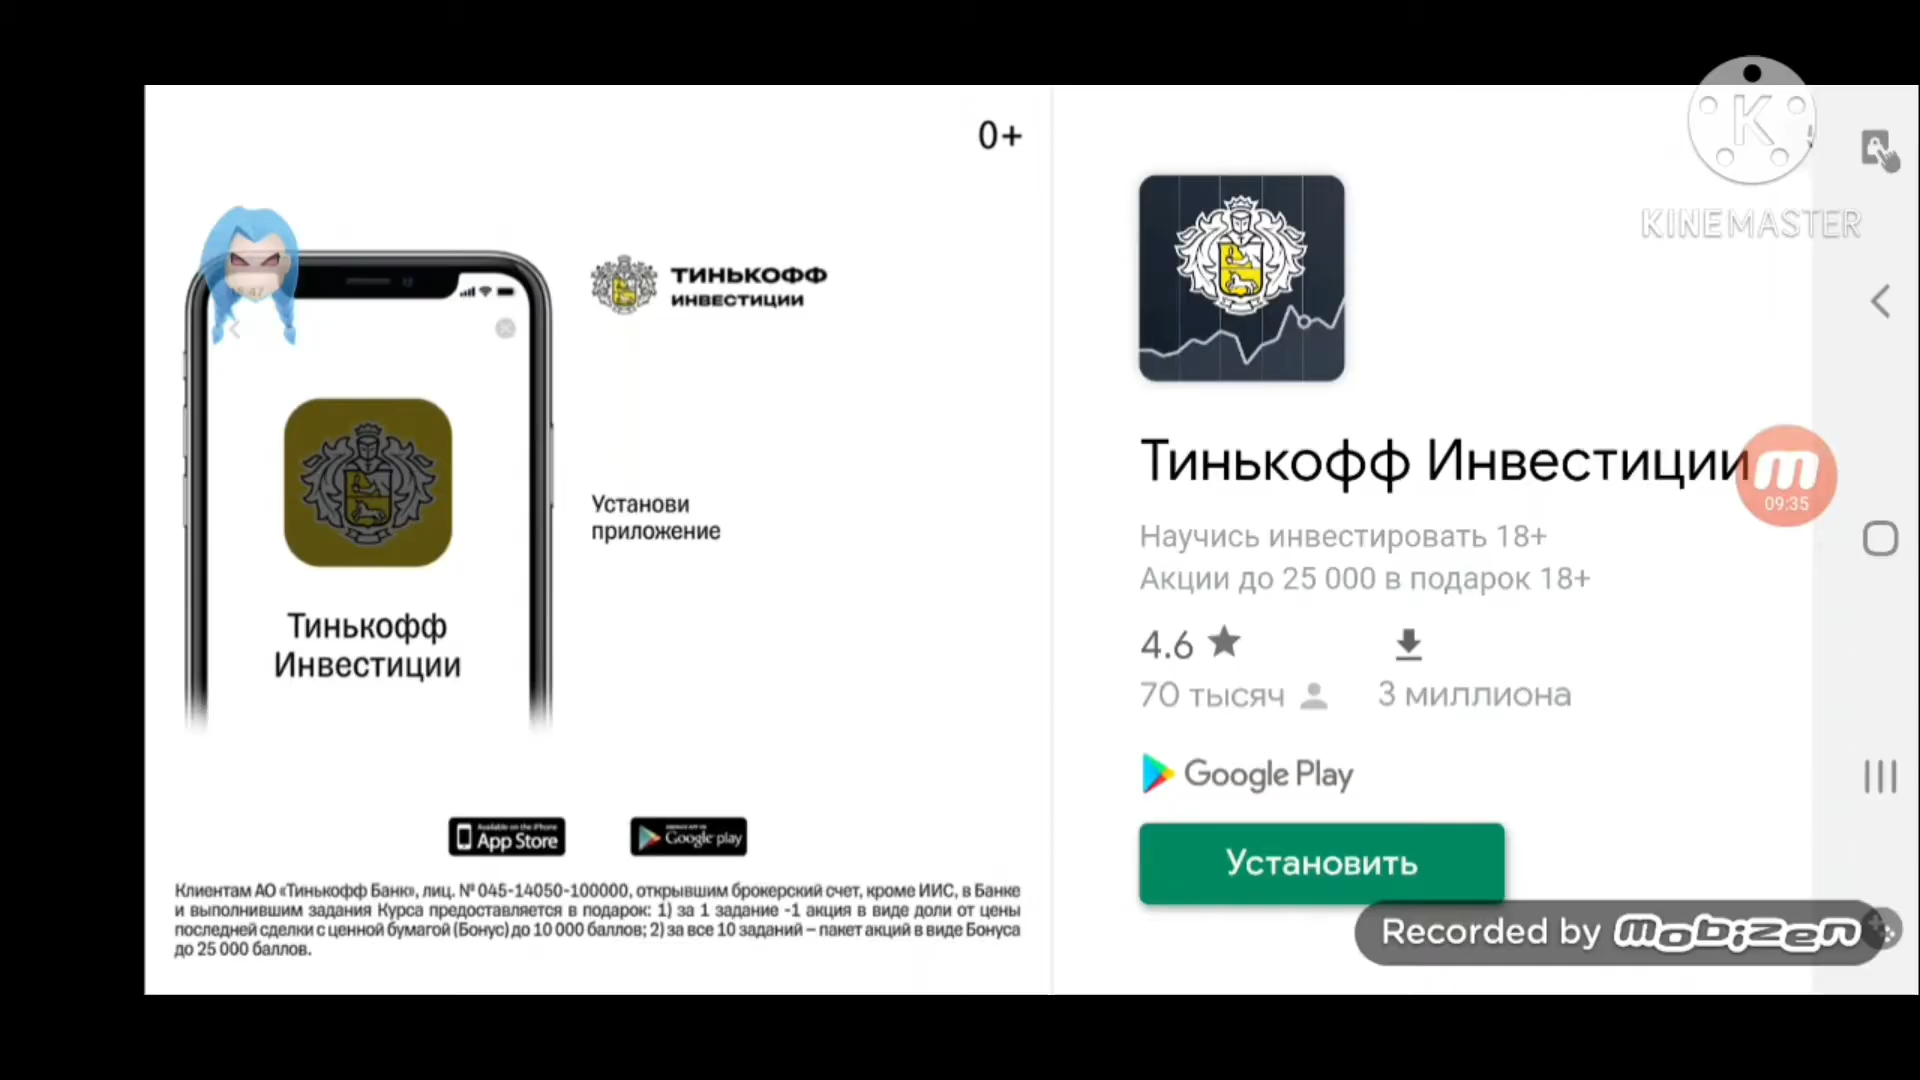 0+
ТИНЬКОФФ
ИНВЕСТИЦИИ
Тинькофф
Инвестиции
Установи
приложение
Available on the iPhone
App Store
Google play
Клиентам АО «Тинькофф Банк», лиц. № 045-14050-100000, открывшим брокерский счет, кроме ИИС, в Банке
и выполнившим задания Курса предоставляется в подарок: 1) за 1 задание -1 акция в виде доли от цены
последней сделки с ценной бумагой (Бонус) до 10 000 баллов; 2) за все 10 заданий – пакет акций в виде Бонуса
до 25 000 баллов.
Тинькофф Инвестиции
Научись инвестировать 18+
Акции до 25 000 в подарок 18+
4.6
70 тысяч
3 миллиона
Google Play
Установить
K
KINEMASTER
m
09:35
Recorded by mobizen